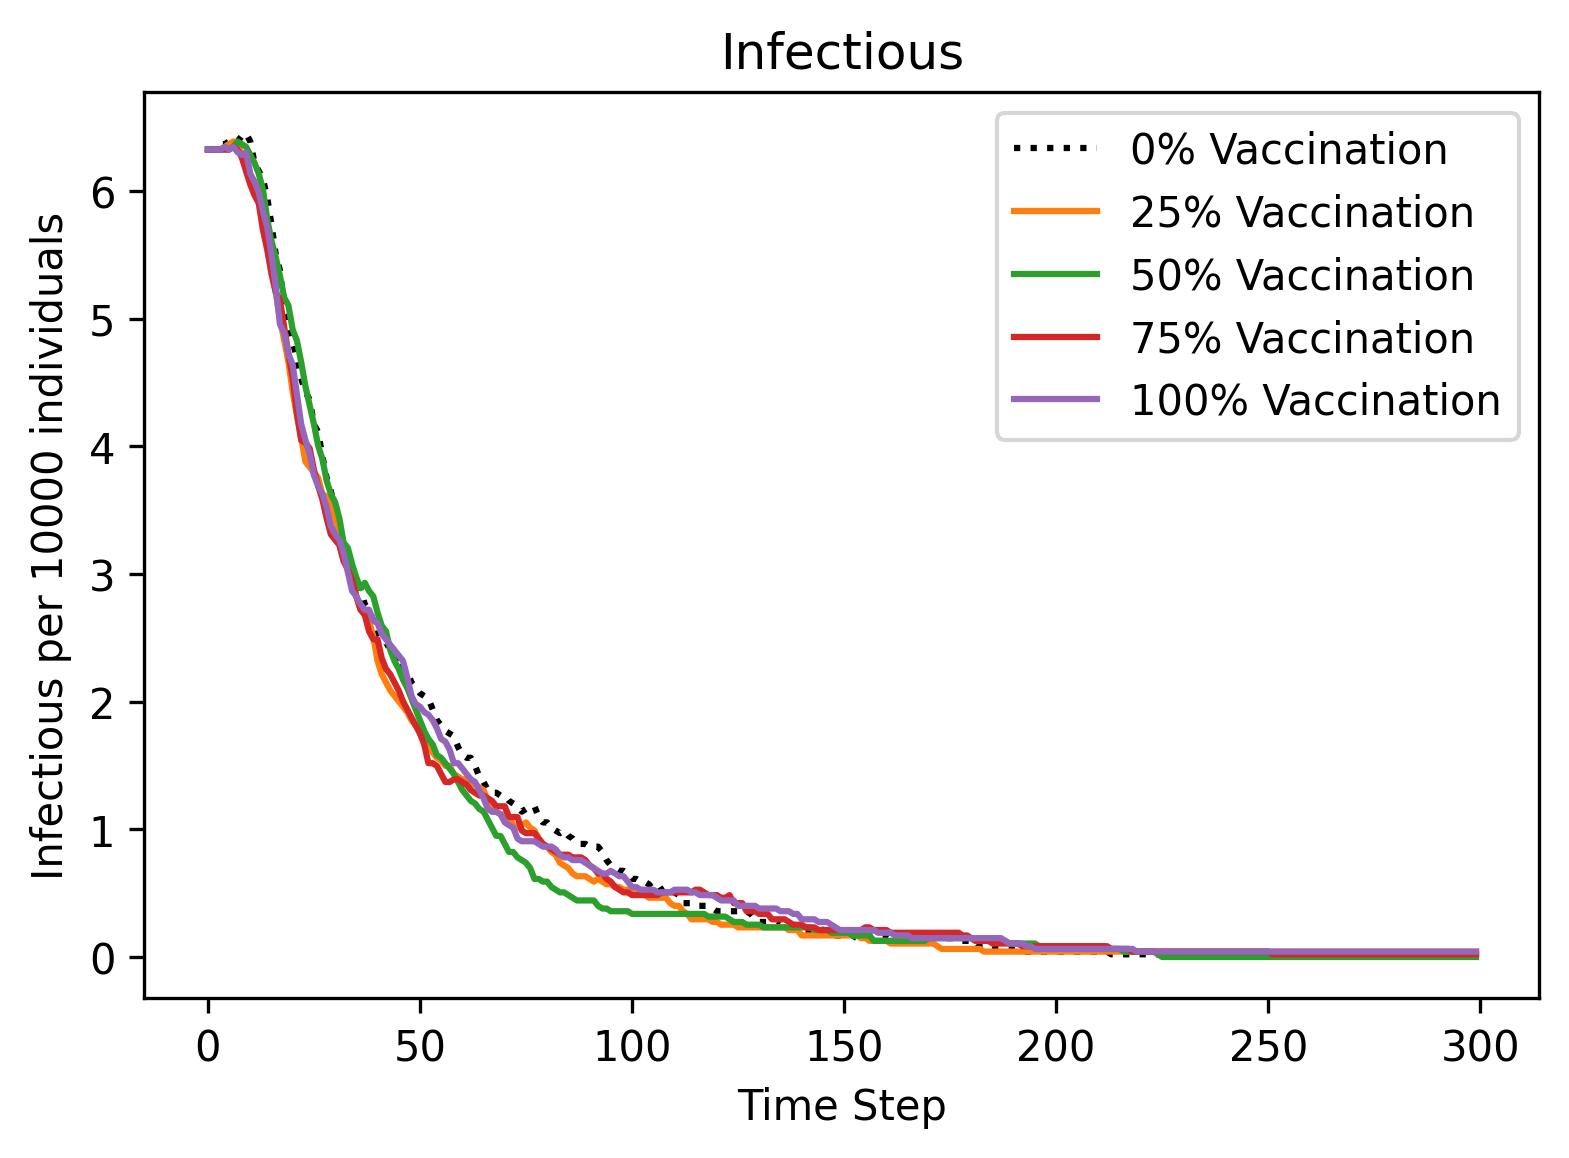 Infectious
0% Vaccination
25% Vaccination
50% Vaccination
75% Vaccination
100% Vaccination
Infectious per 10000 individuals
6
5
4
3
2
1
0
0 50 100 150 200 250 300
Time Step